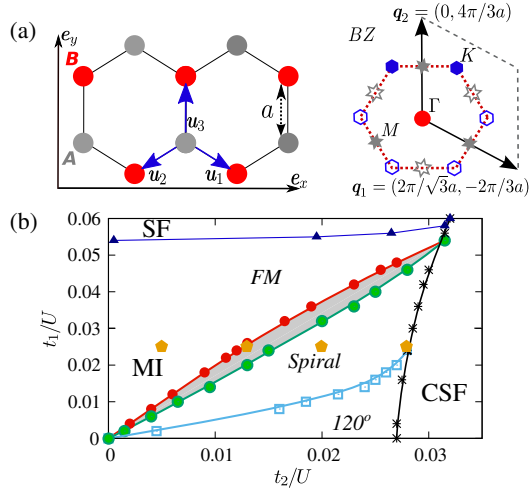 (a)
e_y
B
A
u_3
u_2
u_1
a
e_x
q_2 = (0, 4π/3a)
BZ
K
Γ
M
q_1 = (2π/√3a, -2π/3a)
(b)
0.06
0.05
0.04
0.03
0.02
0.01
0
t_1/U
SF
FM
MI
Spiral
120°
CSF
0
0.01
0.02
0.03
t_2/U